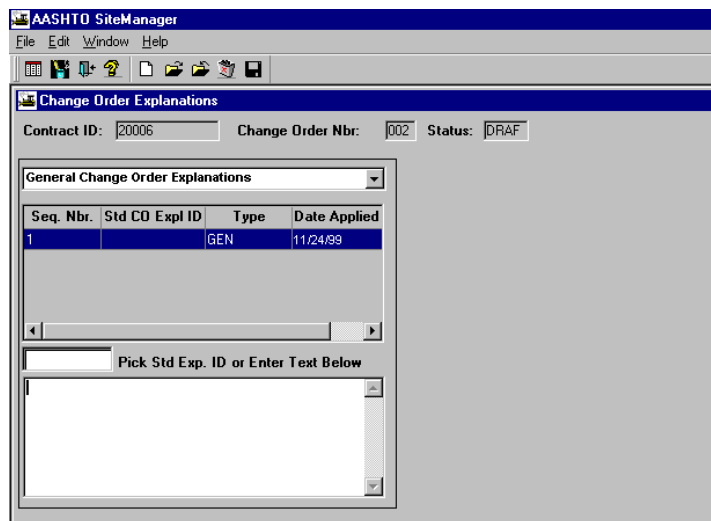 AASHTO SiteManager
File Edit Window Help
Change Order Explanations
Contract ID: 20006 Change Order Nbr: 002 Status: DRAF
General Change Order Explanations
Seq. Nbr. Std CO Expl ID Type Date Applied
1 GEN 11/24/99
Pick Std Exp. ID or Enter Text Below